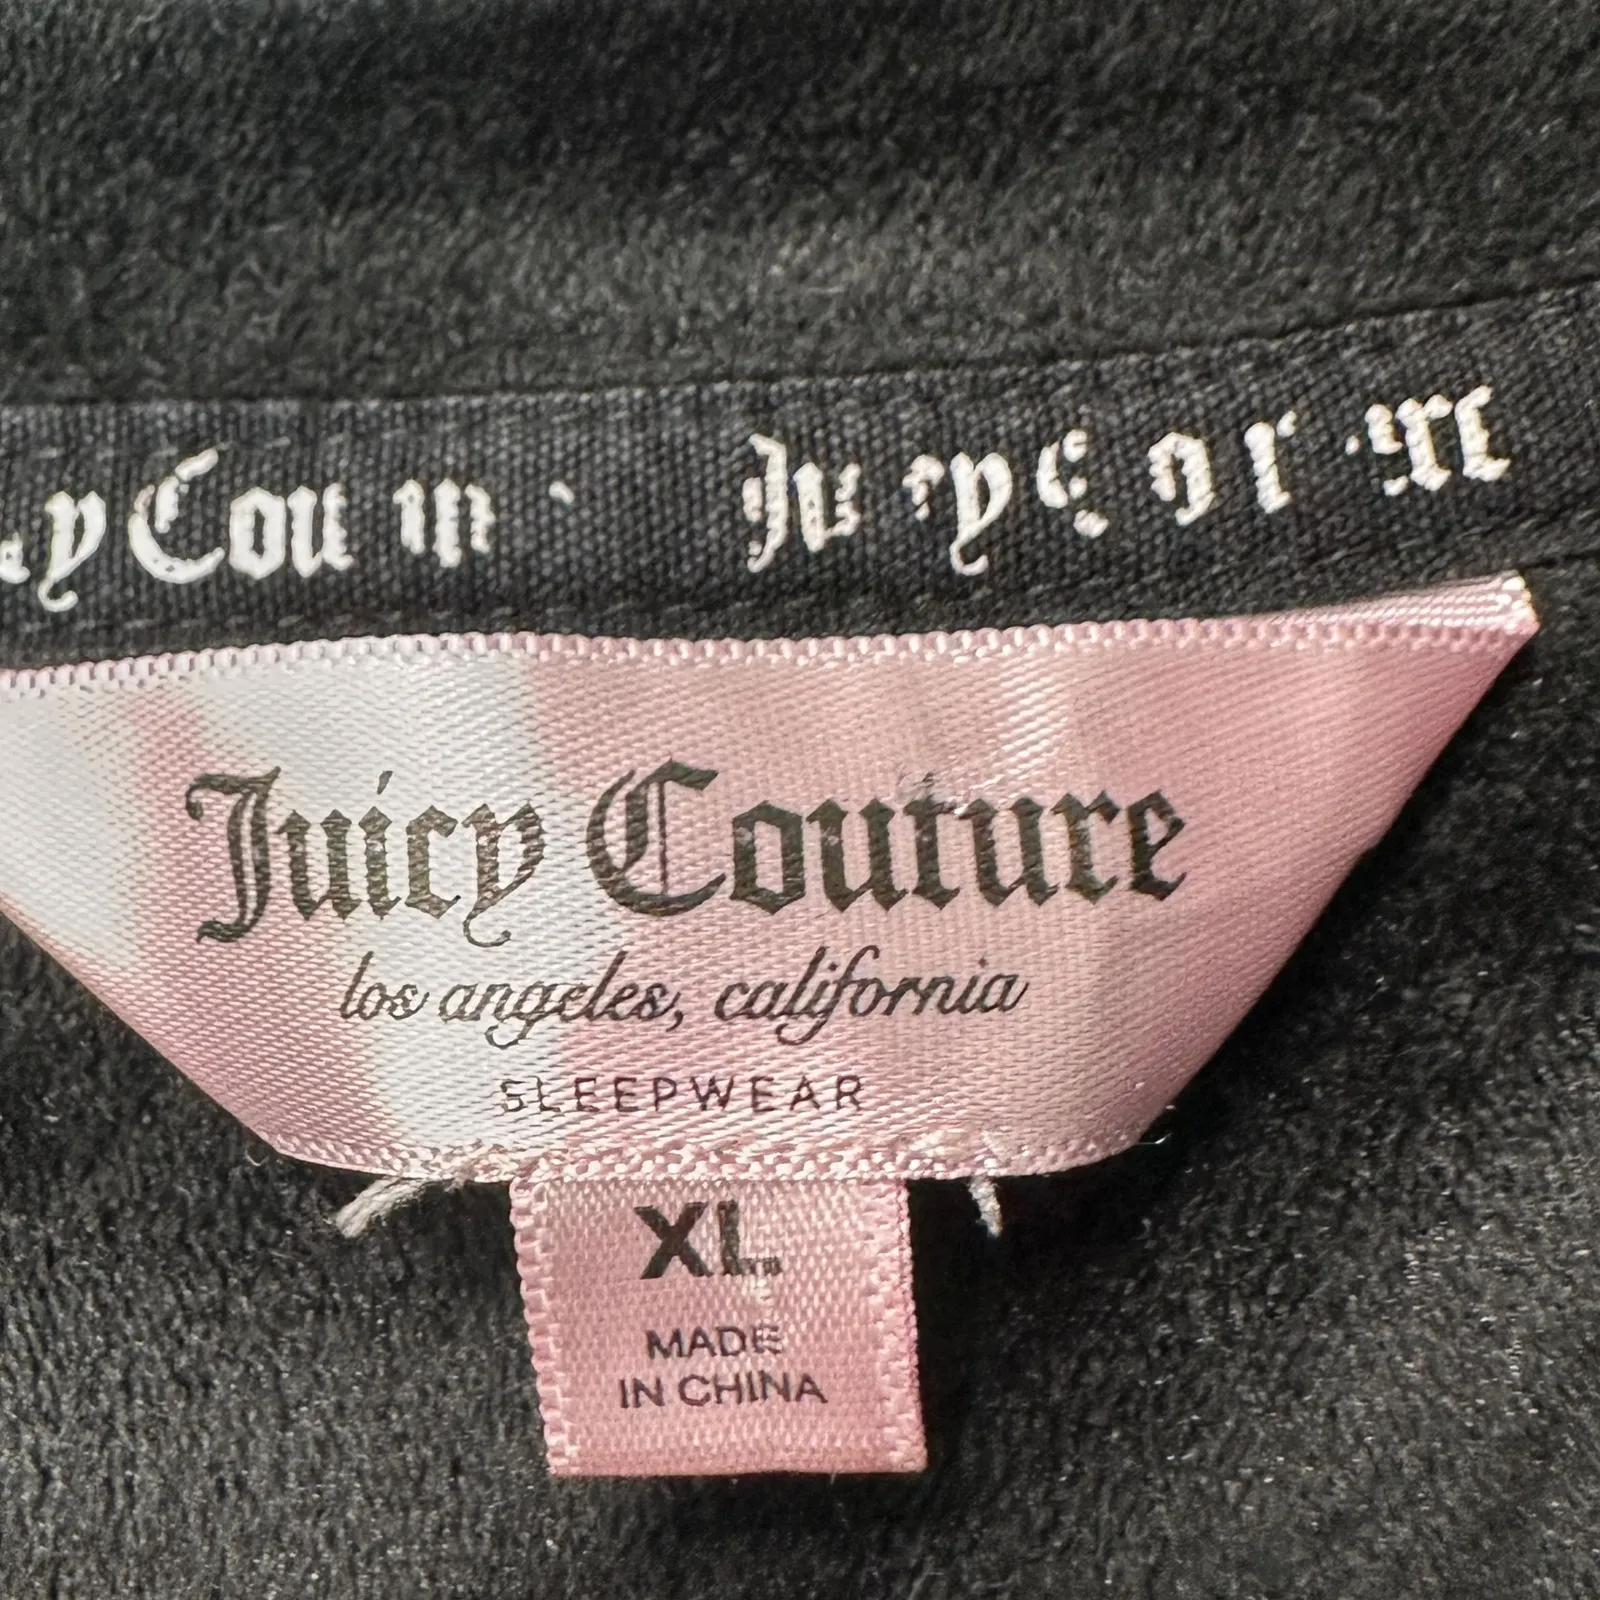 Juicy Couture
los angeles, california
SLEEPWEAR
XL
MADE
IN CHINA